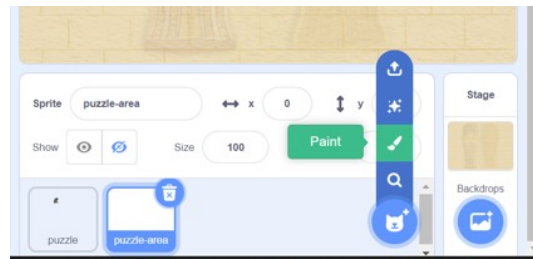 Sprite puzzle-area x 0 y Stage
Show Size 100 Paint
Backdrops
puzzle puzzle-area